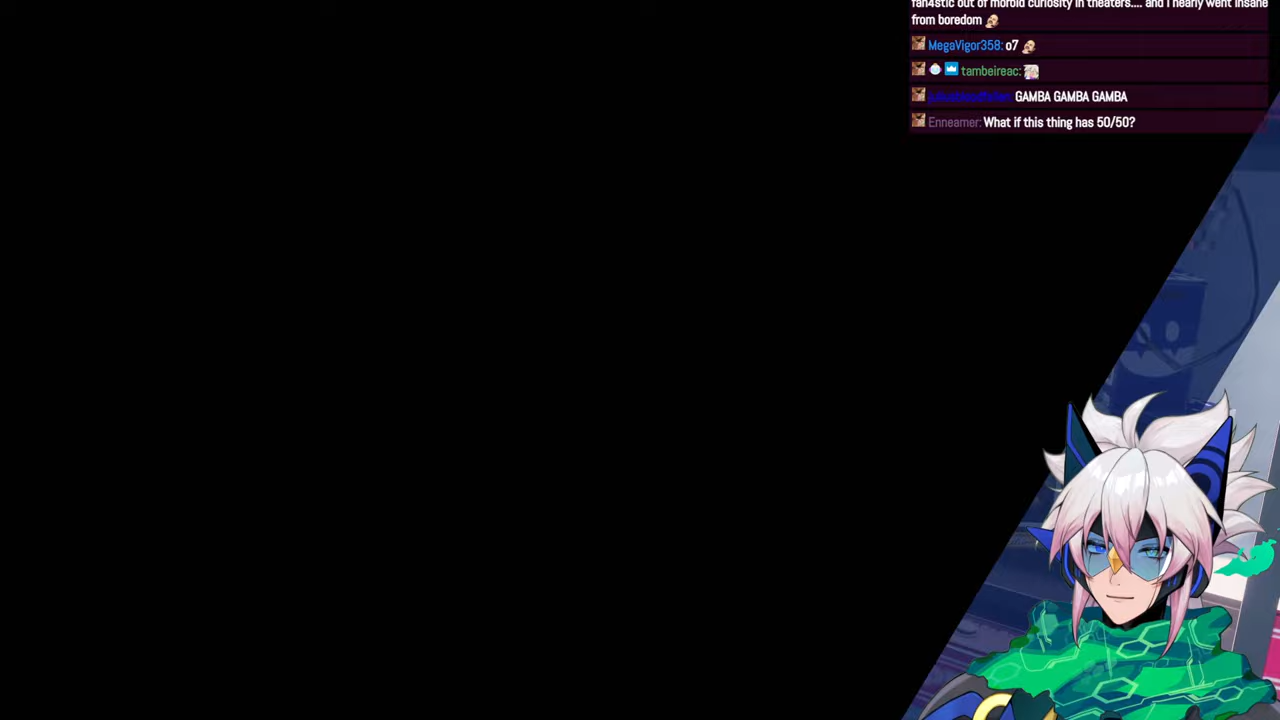 fan4stic out of morbid curiosity in theaters.... and I nearly went insane
from boredom
MegaVigor358: o7
tambeireac:
GAMBA GAMBA GAMBA
Enneamer: What if this thing has 50/50?